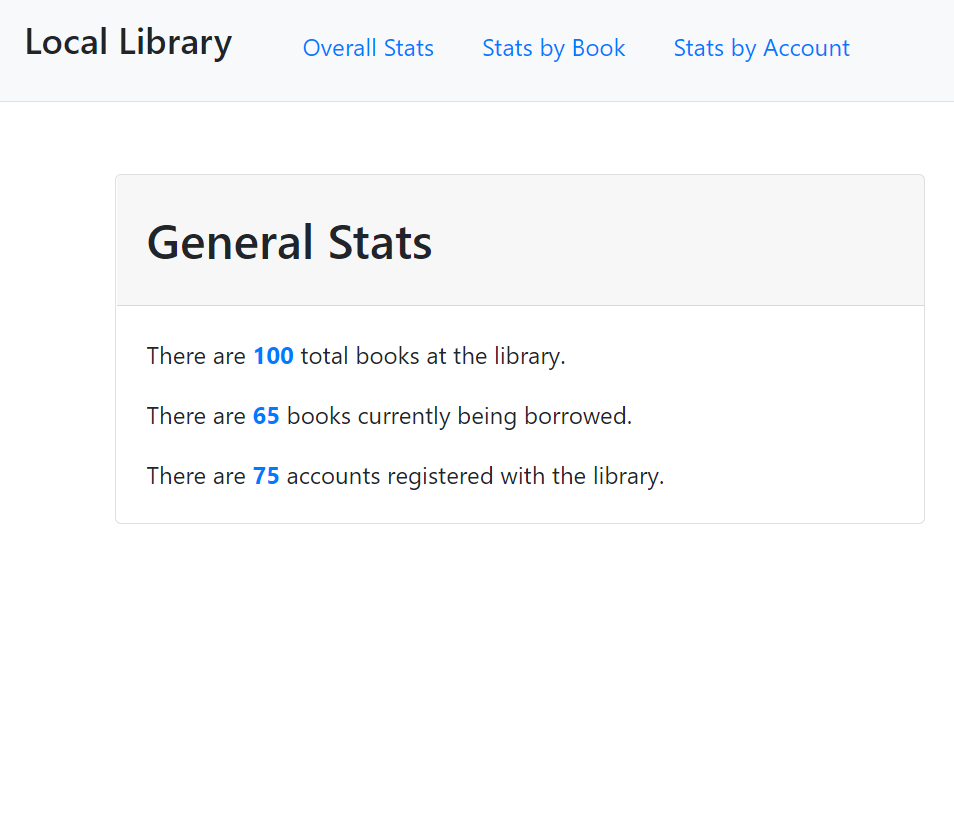 Local Library Overall Stats Stats by Book Stats by Account
General Stats
There are 100 total books at the library.
There are 65 books currently being borrowed.
There are 75 accounts registered with the library.